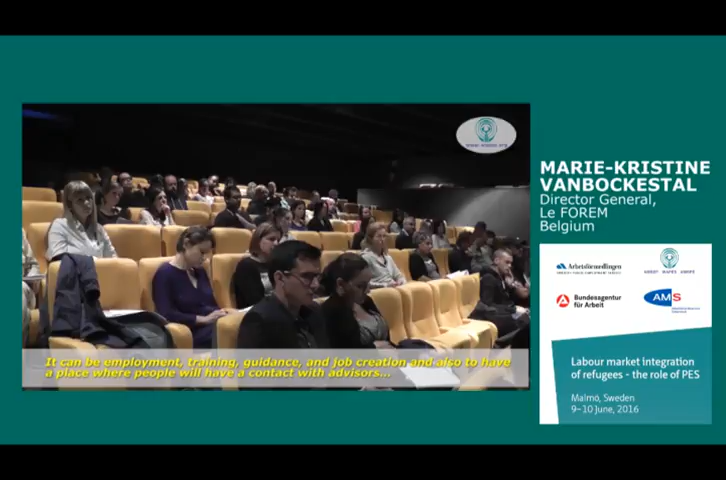 MARIE-KRISTINE
VANBOCKESTAL
Director General,
Le FOREM
Belgium
Arbetsförmedlingen
Bundesagentur
für Arbeit
AMS
Labour market integration
of refugees - the role of PES
Malmö, Sweden
9–10 June, 2016
It can be employment, training, guidance, and job creation and also to have
a place where people will have a contact with advisors...